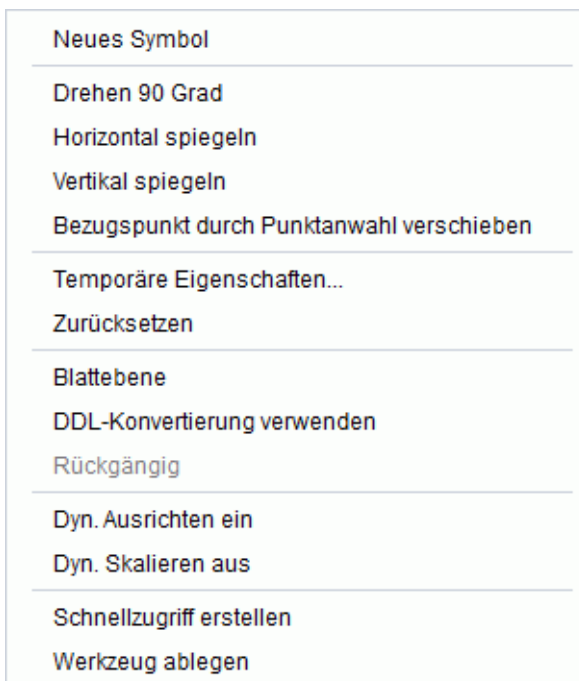 Neues Symbol
Drehen 90 Grad
Horizontal spiegeln
Vertikal spiegeln
Bezugspunkt durch Punktanwahl verschieben
Temporäre Eigenschaften...
Zurücksetzen
Blattebene
DDL-Konvertierung verwenden
Rückgängig
Dyn. Ausrichten ein
Dyn. Skalieren aus
Schnellzugriff erstellen
Werkzeug ablegen